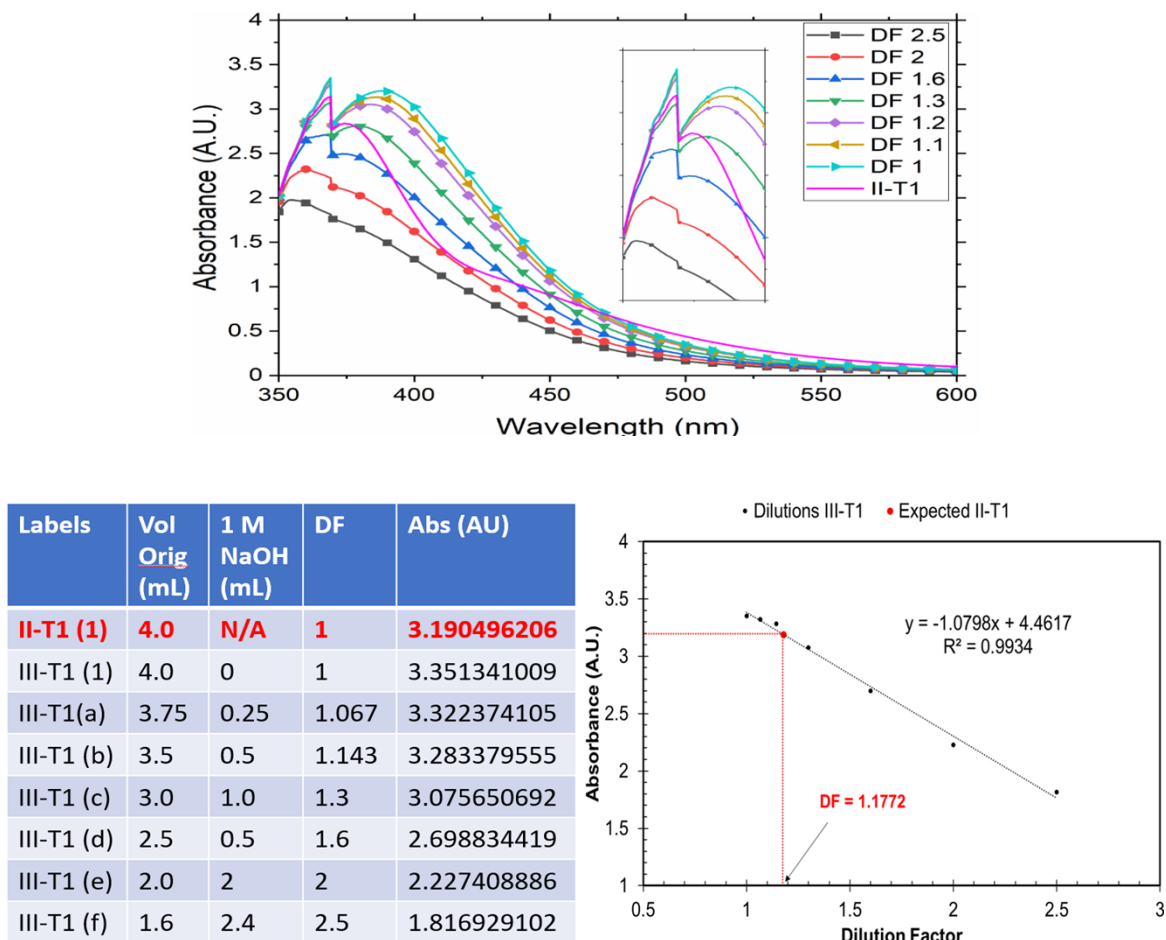 4
3.5
3
2.5
2
1.5
1
0.5
0
Absorbance (A.U.)
350
400
450
500
550
600
Wavelength (nm)
DF 2.5
DF 2
DF 1.6
DF 1.3
DF 1.2
DF 1.1
DF 1
II-T1
Labels Vol Orig (mL) 1 M NaOH (mL) DF Abs (AU)
II-T1 (1) 4.0 N/A 1 3.190496206
III-T1 (1) 4.0 0 1 3.351341009
III-T1(a) 3.75 0.25 1.067 3.322374105
III-T1 (b) 3.5 0.5 1.143 3.283379555
III-T1 (c) 3.0 1.0 1.3 3.075650692
III-T1 (d) 2.5 0.5 1.6 2.698834419
III-T1 (e) 2.0 2 2 2.227408886
III-T1 (f) 1.6 2.4 2.5 1.816929102
• Dilutions III-T1 • Expected II-T1
4
3.5
3
2.5
2
1.5
1
Absorbance (A.U.)
y = -1.0798x + 4.4617
R² = 0.9934
DF = 1.1772
0.5
1
1.5
2
2.5
3
Dilution Factor